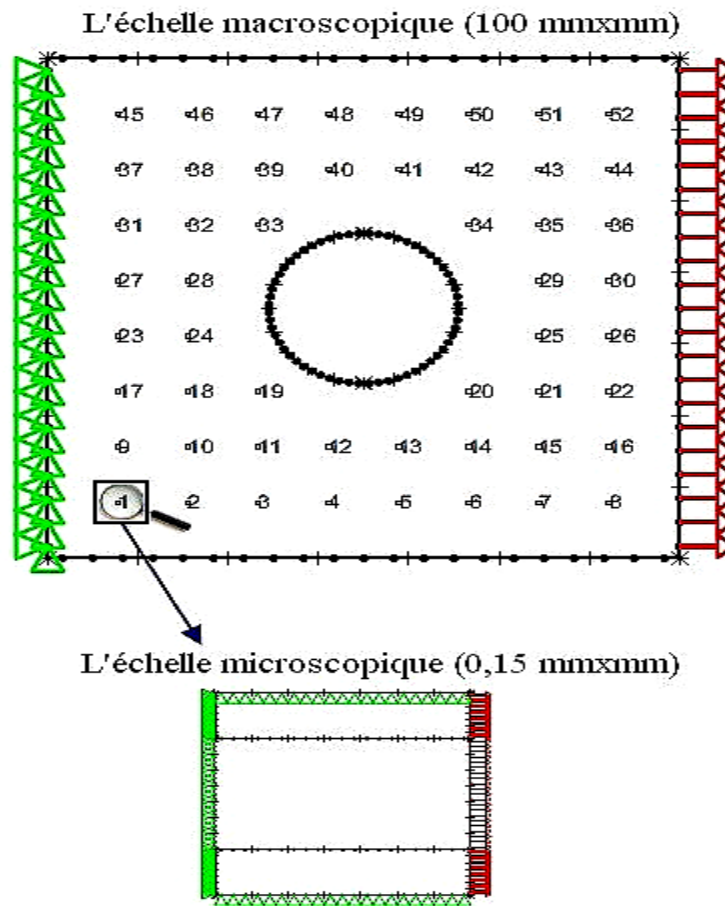 L'échelle macroscopique (100 mmxmm)
45 46 47 48 49 50 51 52
37 38 39 40 41 42 43 44
31 32 33 34 35 36
27 28 29 30
23 24 25 26
17 18 19 20 21 22
9 10 11 12 13 14 15 16
1 2 3 4 5 6 7 8
L'échelle microscopique (0,15 mmxmm)